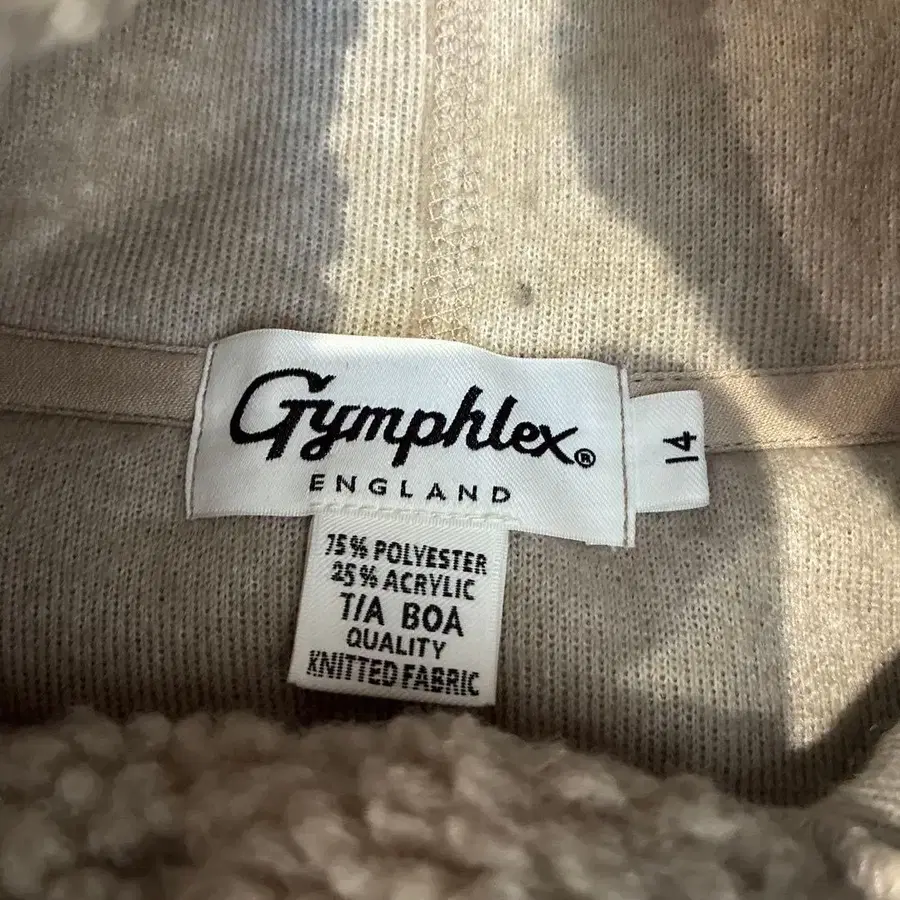 Gymphlex®
ENGLAND
14
75% POLYESTER
25% ACRYLIC
T/A BOA
QUALITY
KNITTED FABRIC